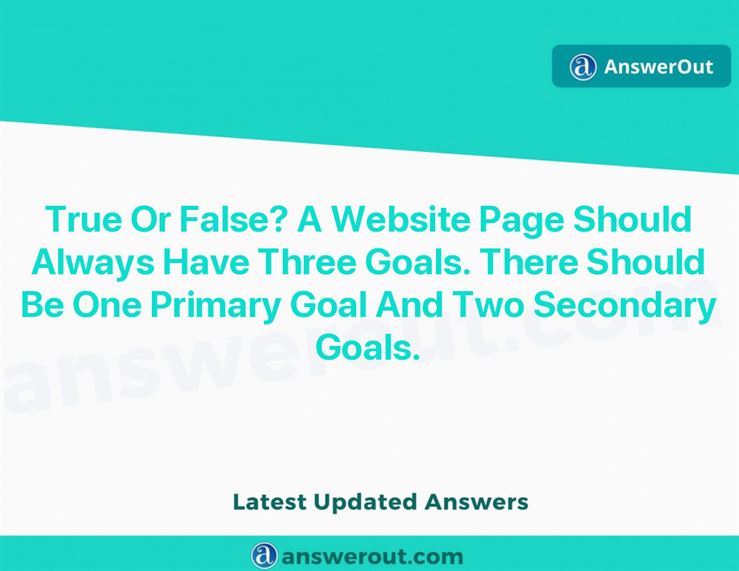 AnswerOut
True Or False? A Website Page Should
Always Have Three Goals. There Should
Be One Primary Goal And Two Secondary
Goals.
answerout.com
Latest Updated Answers
answerout.com